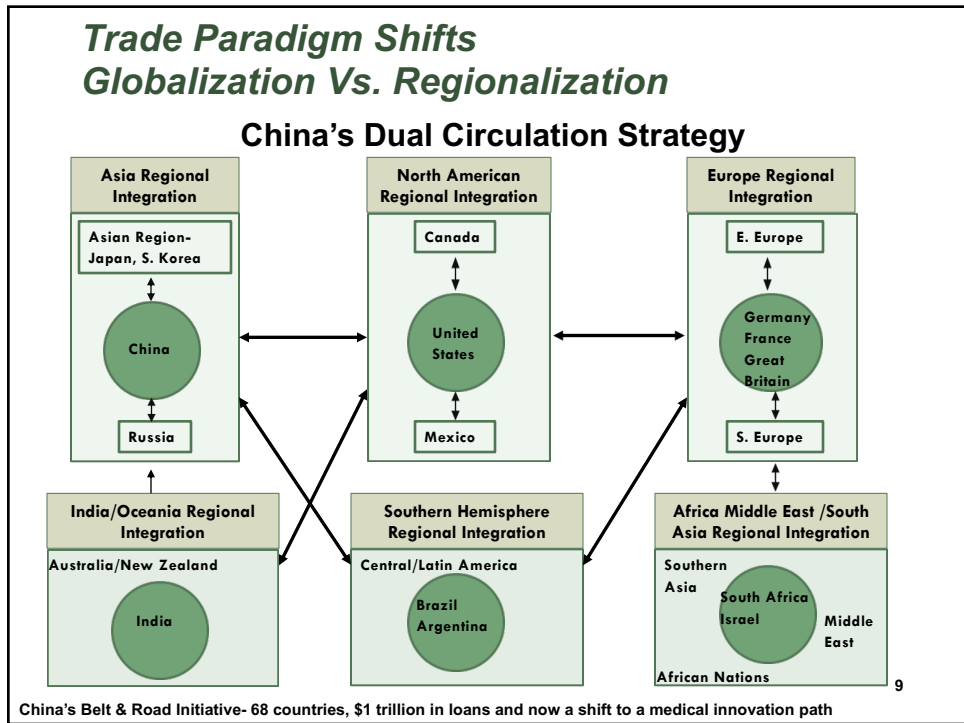 Trade Paradigm Shifts
Globalization Vs. Regionalization
China's Dual Circulation Strategy
Asia Regional
Integration
Asian Region-
Japan, S. Korea
China
Russia
North American
Regional Integration
Canada
United
States
Mexico
Europe Regional
Integration
E. Europe
Germany
France
Great
Britain
S. Europe
India/Oceania Regional
Integration
Australia/New Zealand
India
Southern Hemisphere
Regional Integration
Central/Latin America
Brazil
Argentina
Africa Middle East /South
Asia Regional Integration
Southern
Asia
South Africa
Israel
Middle
East
African Nations
9
China's Belt & Road Initiative- 68 countries, $1 trillion in loans and now a shift to a medical innovation path